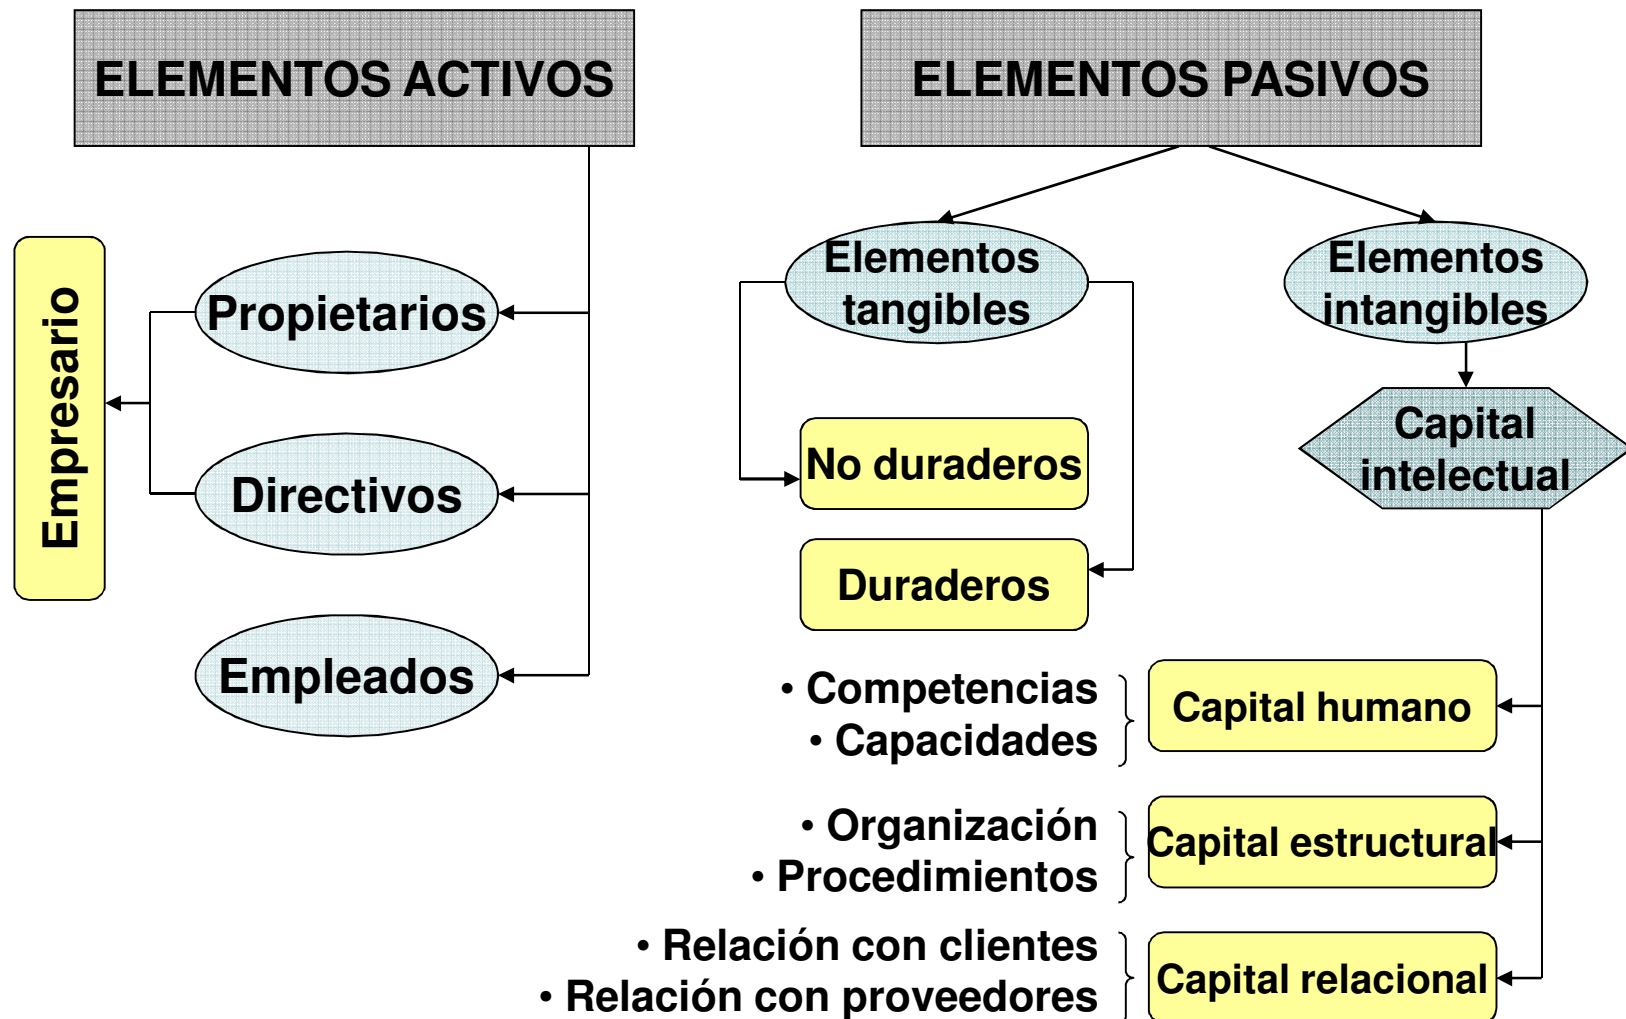 ELEMENTOS ACTIVOS
Empresario
Propietarios
Directivos
Empleados
ELEMENTOS PASIVOS
Elementos
tangibles
No duraderos
Duraderos
Elementos
intangibles
Capital
intelectual
• Competencias
• Capacidades
Capital humano
• Organización
• Procedimientos
Capital estructural
• Relación con clientes
• Relación con proveedores
Capital relacional